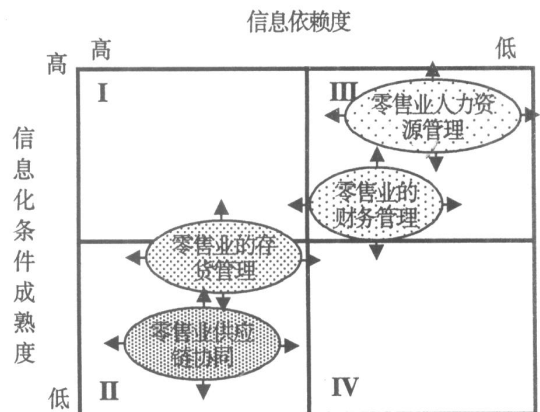 信息依赖度
高
低
高
I
III
零售业人力资
源管理
信息化条件成熟度
零售业的
财务管理
零售业的存
货管理
零售业供应
链协同
低
II
IV